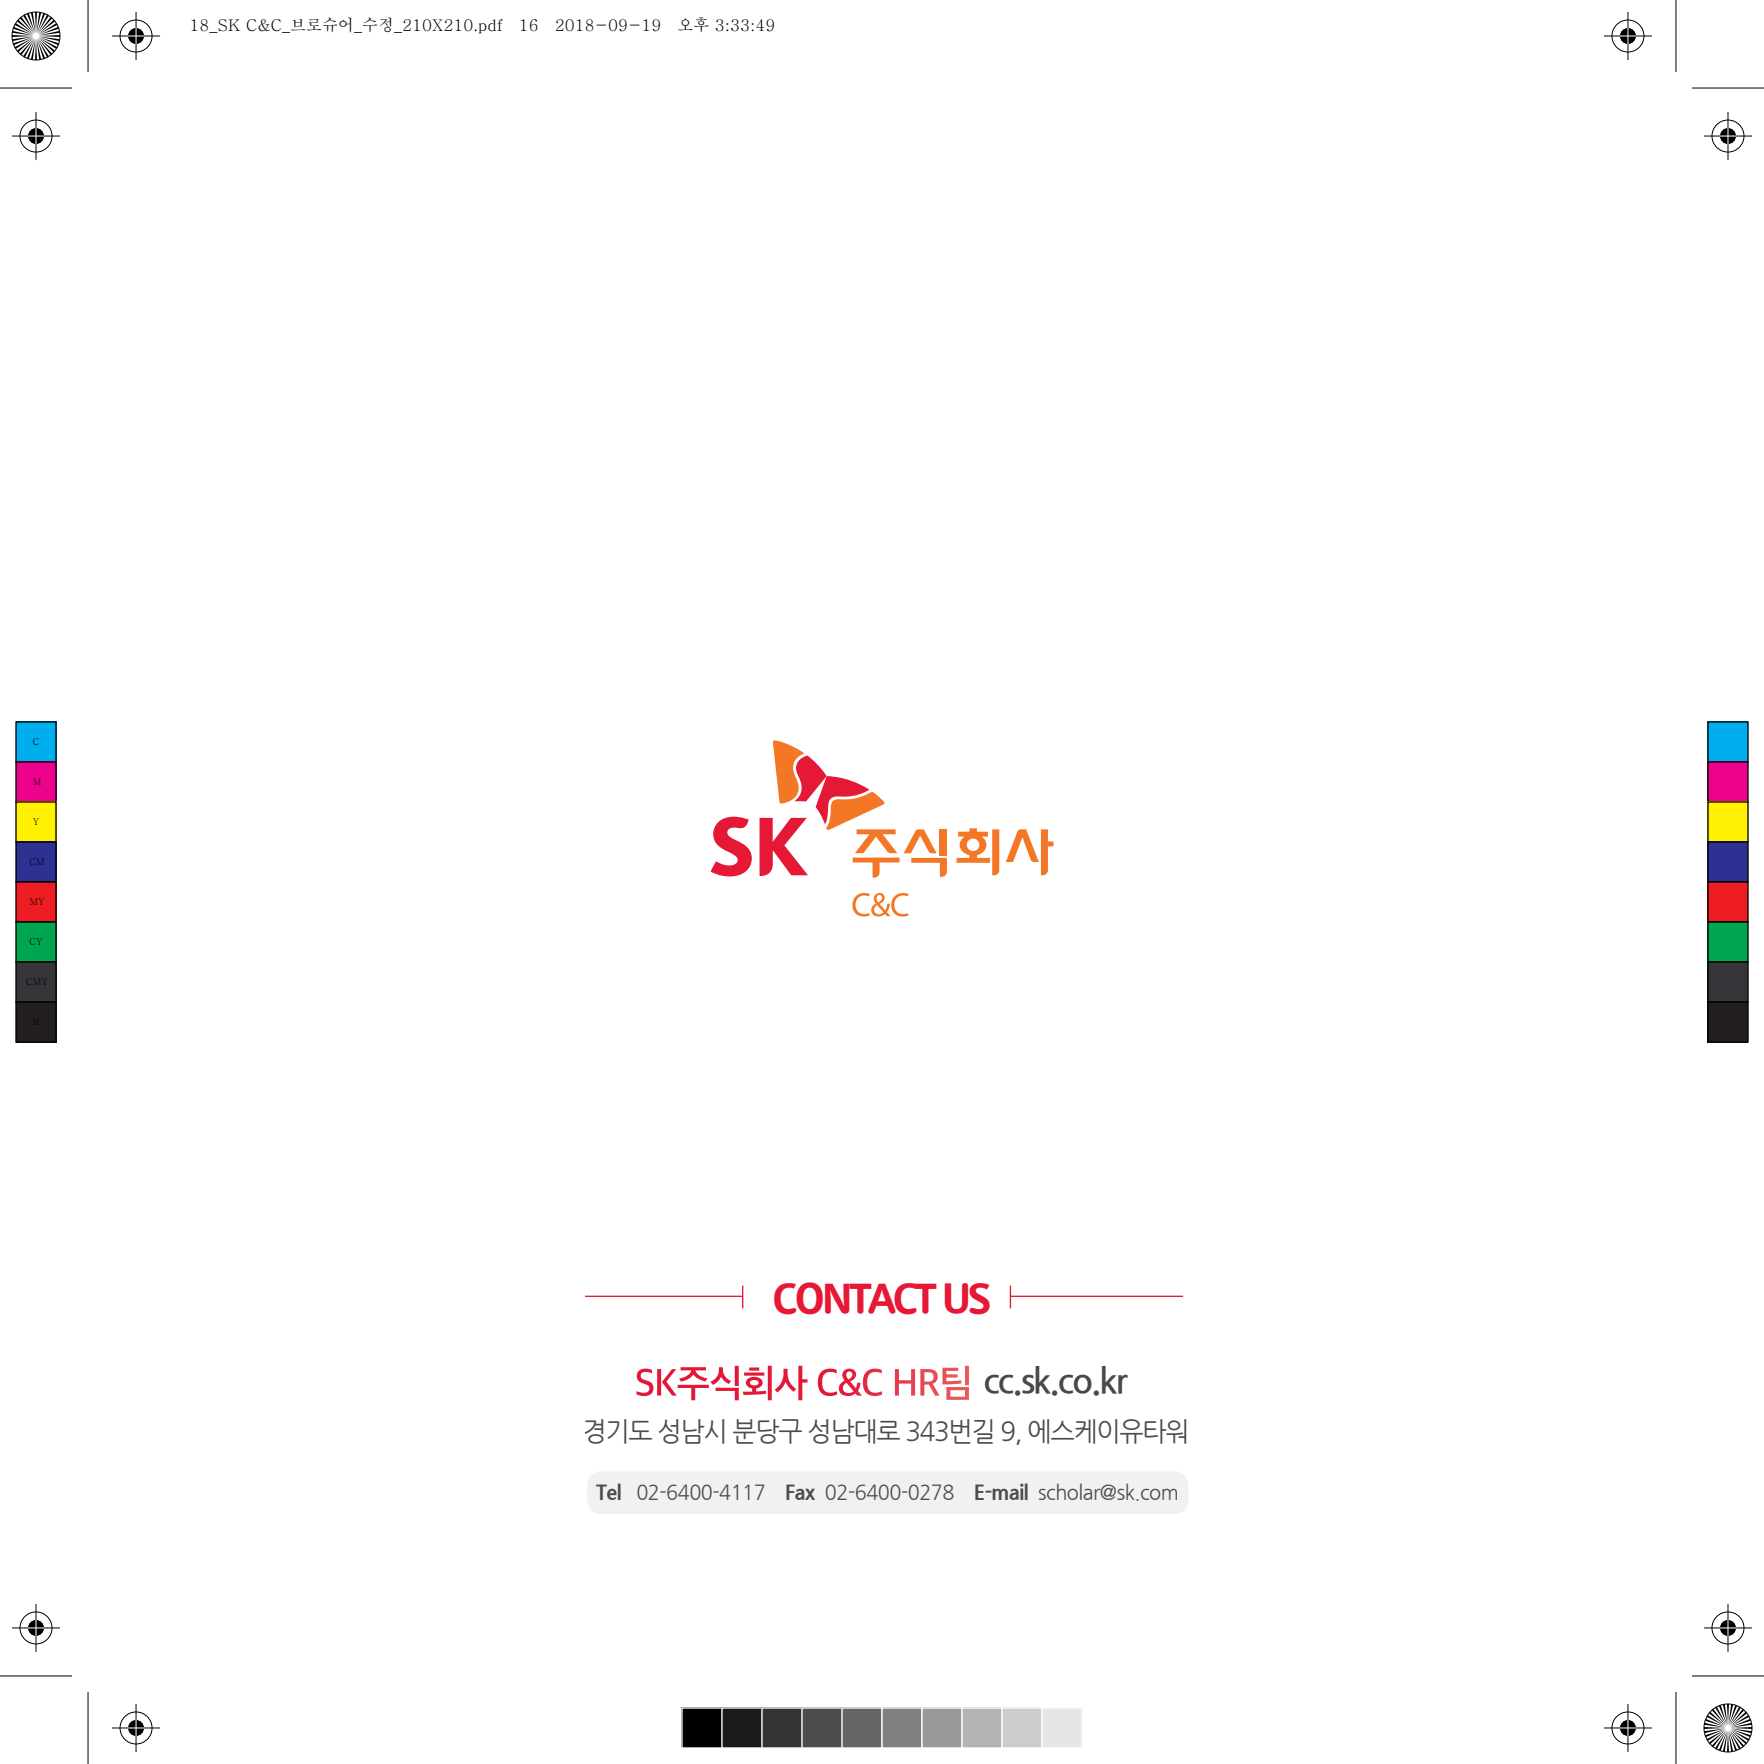 18_SK C&C_브로슈어_수정_210X210.pdf 16 2018-09-19 오후 3:33:49
C
M
Y
CM
MY
CY
CMY
K
SK 주식회사
C&C
CONTACT US
SK주식회사 C&C HR팀 cc.sk.co.kr
경기도 성남시 분당구 성남대로 343번길 9, 에스케이유타워
Tel 02-6400-4117 Fax 02-6400-0278 E-mail scholar@sk.com